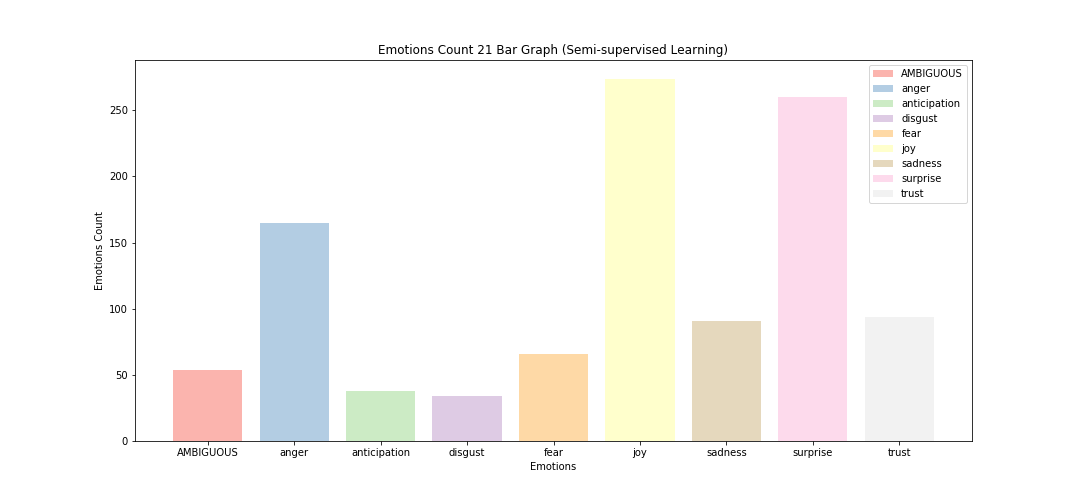 Emotions Count 21 Bar Graph (Semi-supervised Learning)
AMBIGUOUS
anger
anticipation
disgust
fear
joy
sadness
surprise
trust
Emotions Count
250
200
150
100
50
0
AMBIGUOUS anger anticipation disgust fear joy sadness surprise trust
Emotions